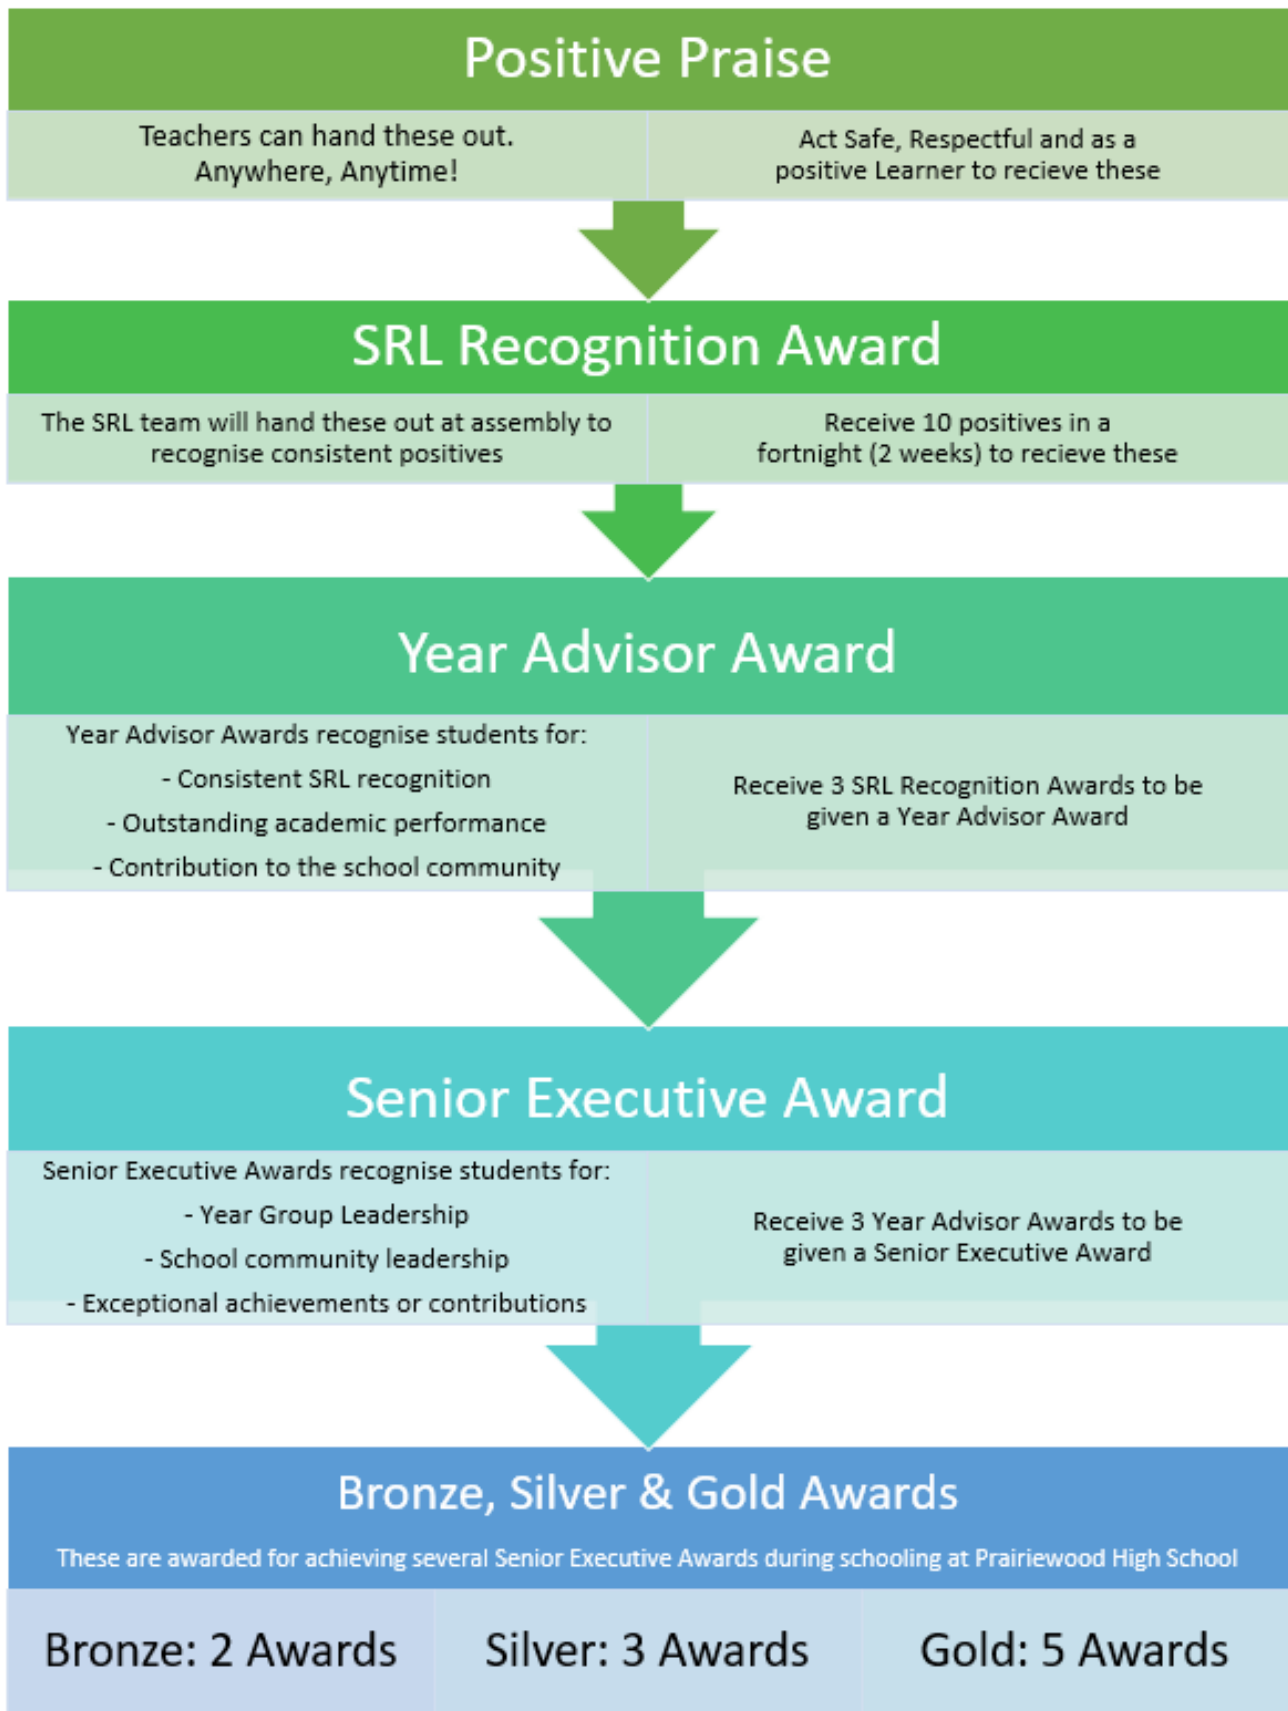 Positive Praise
Teachers can hand these out.
Anywhere, Anytime!
Act Safe, Respectful and as a
positive Learner to recieve these
SRL Recognition Award
The SRL team will hand these out at assembly to
recognise consistent positives
Receive 10 positives in a
fortnight (2 weeks) to recieve these
Year Advisor Award
Year Advisor Awards recognise students for:
- Consistent SRL recognition
- Outstanding academic performance
- Contribution to the school community
Receive 3 SRL Recognition Awards to be
given a Year Advisor Award
Senior Executive Award
Senior Executive Awards recognise students for:
- Year Group Leadership
- School community leadership
- Exceptional achievements or contributions
Receive 3 Year Advisor Awards to be
given a Senior Executive Award
Bronze, Silver & Gold Awards
These are awarded for achieving several Senior Executive Awards during schooling at Prairiewood High School
Bronze: 2 Awards
Silver: 3 Awards
Gold: 5 Awards